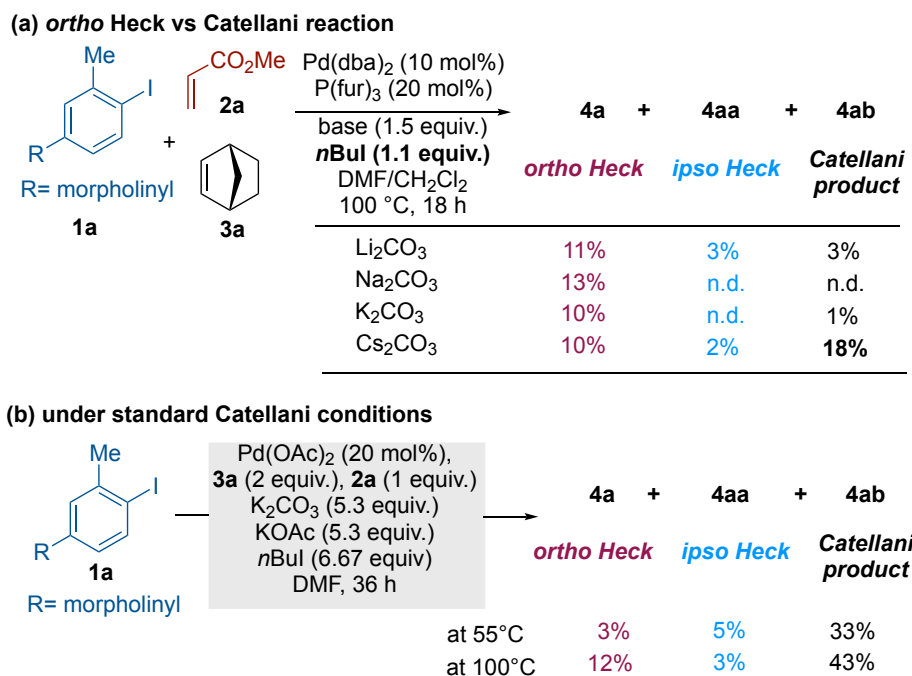 (a) ortho Heck vs Catellani reaction
Me
I
R
R= morpholinyl
1a
+
CO₂Me
2a
3a
Pd(dba)₂ (10 mol%)
P(fur)₃ (20 mol%)
base (1.5 equiv.)
nBuI (1.1 equiv.)
DMF/CH₂Cl₂
100 °C, 18 h
4a + 4aa + 4ab
ortho Heck ipso Heck Catellani
product
Li₂CO₃ 11% 3% 3%
Na₂CO₃ 13% n.d. n.d.
K₂CO₃ 10% n.d. 1%
Cs₂CO₃ 10% 2% 18%
(b) under standard Catellani conditions
Me
I
R
1a
R= morpholinyl
Pd(OAc)₂ (20 mol%),
3a (2 equiv.), 2a (1 equiv.)
K₂CO₃ (5.3 equiv.)
KOAc (5.3 equiv.)
nBuI (6.67 equiv)
DMF, 36 h
4a + 4aa + 4ab
ortho Heck ipso Heck Catellani
product
at 55°C 3% 5% 33%
at 100°C 12% 3% 43%